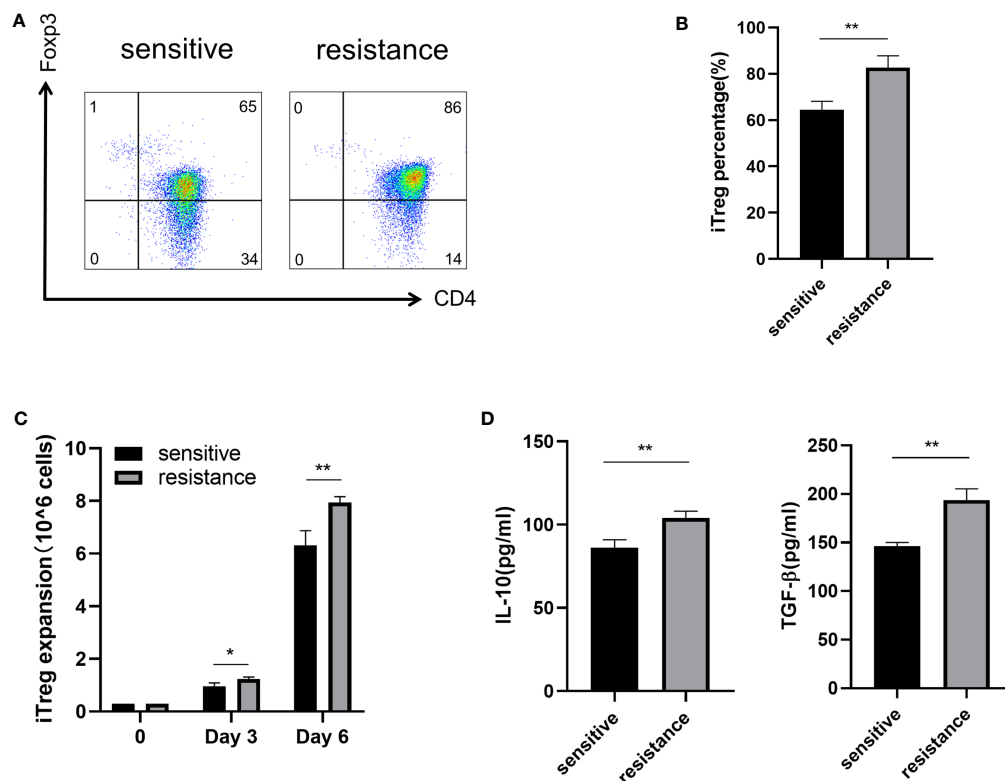 A
Foxp3
sensitive
resistance
1
65
0
34
0
86
0
14
CD4
B
**
iTreg percentage(%)
100
80
60
40
20
0
sensitive
resistance
C
sensitive
resistance
iTreg expansion(10^6 cells)
10
8
6
4
2
0
*
**
0
Day 3
Day 6
D
**
IL-10(pg/ml)
150
100
50
0
sensitive
resistance
**
TGF-β(pg/ml)
250
200
150
100
50
0
sensitive
resistance